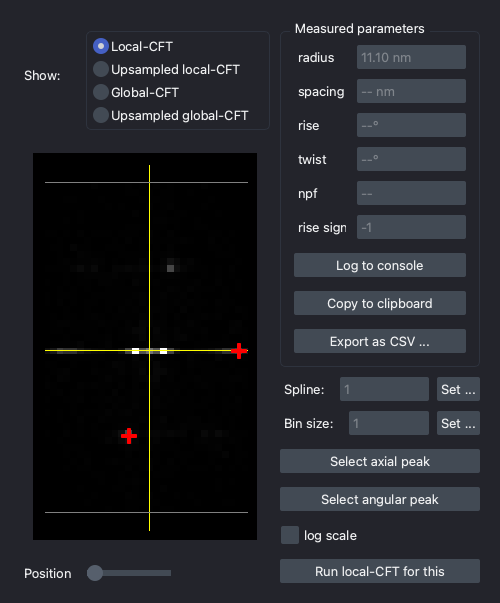 Show:
Local-CFT
Upsampled local-CFT
Global-CFT
Upsampled global-CFT
Measured parameters
radius 11.10 nm
spacing -- nm
rise --°
twist --°
npf --
rise sign -1
Log to console
Copy to clipboard
Export as CSV ...
Spline: 1 Set ...
Bin size: 1 Set ...
Select axial peak
Select angular peak
log scale
Position
Run local-CFT for this